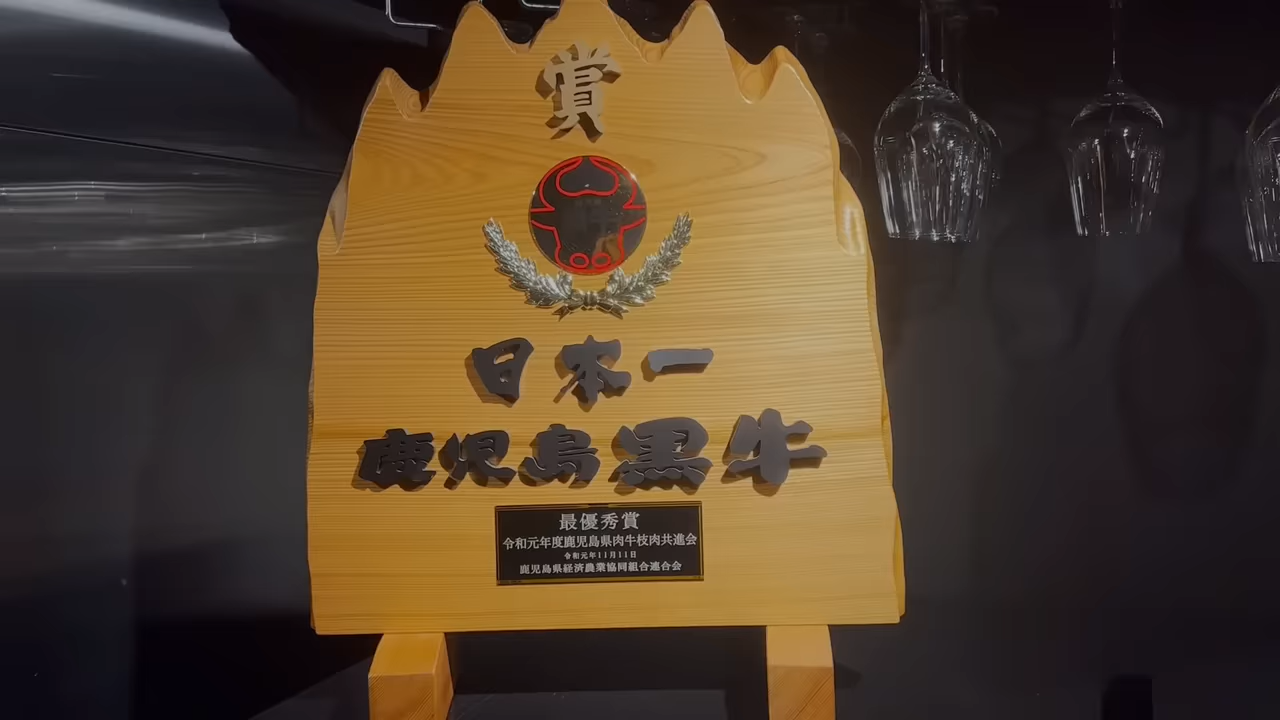 賞
日本一
鹿児島黒牛
最優秀賞
令和元年度鹿児島県肉牛枝肉共進会
令和元年11月11日
鹿児島県経済農業協同組合連合会